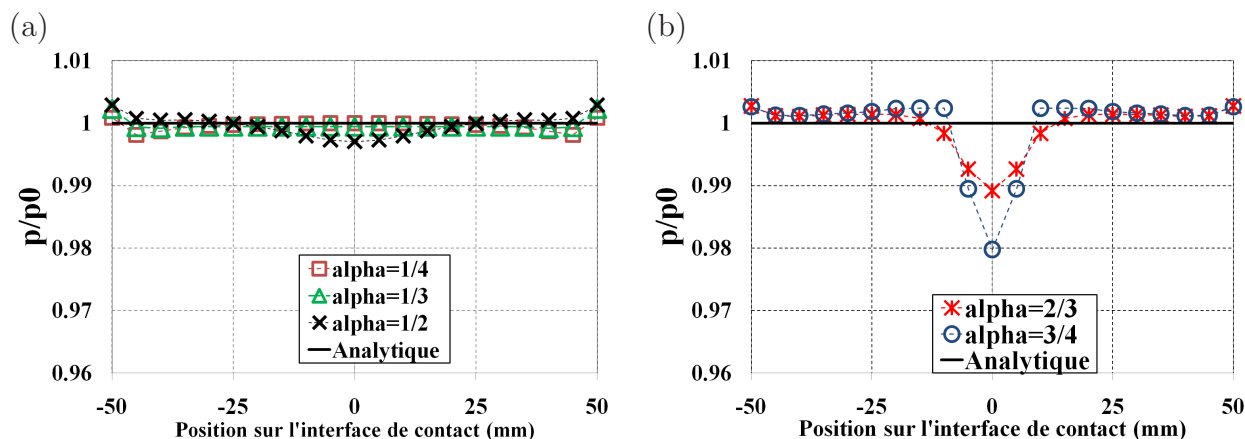 (a)
p/p0
1.01
1
0.99
0.98
0.97
0.96
alpha=1/4
alpha=1/3
alpha=1/2
Analytique
-50
-25
0
25
50
Position sur l'interface de contact (mm)
(b)
p/p0
1.01
1
0.99
0.98
0.97
0.96
alpha=2/3
alpha=3/4
Analytique
-50
-25
0
25
50
Position sur l'interface de contact (mm)